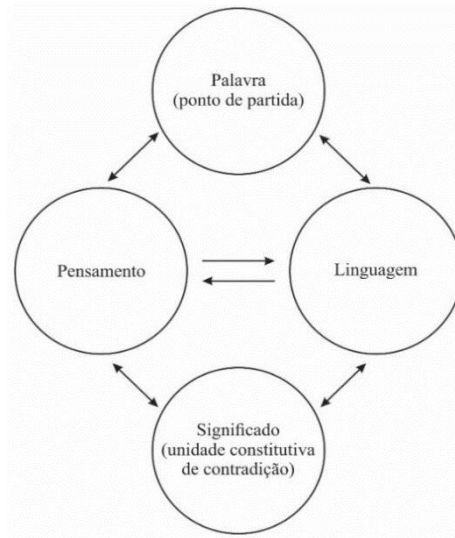 Palavra
(ponto de partida)
Pensamento
Linguagem
Significado
(unidade constitutiva
de contradição)